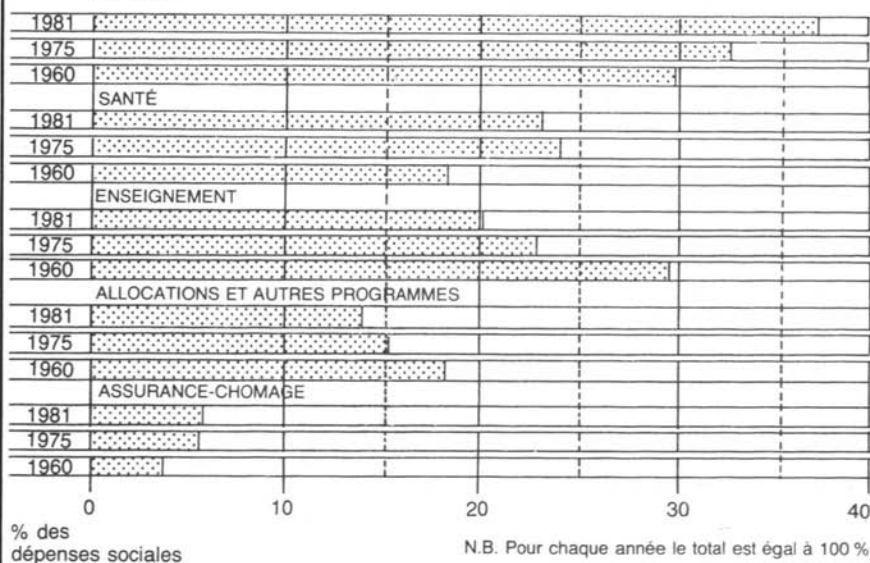 1981
1975
1960
SANTÉ
1981
1975
1960
ENSEIGNEMENT
1981
1975
1960
ALLOCATIONS ET AUTRES PROGRAMMES
1981
1975
1960
ASSURANCE-CHOMAGE
1981
1975
1960
0 10 20 30 40
% des
dépenses sociales
N.B. Pour chaque année le total est égal à 100 %